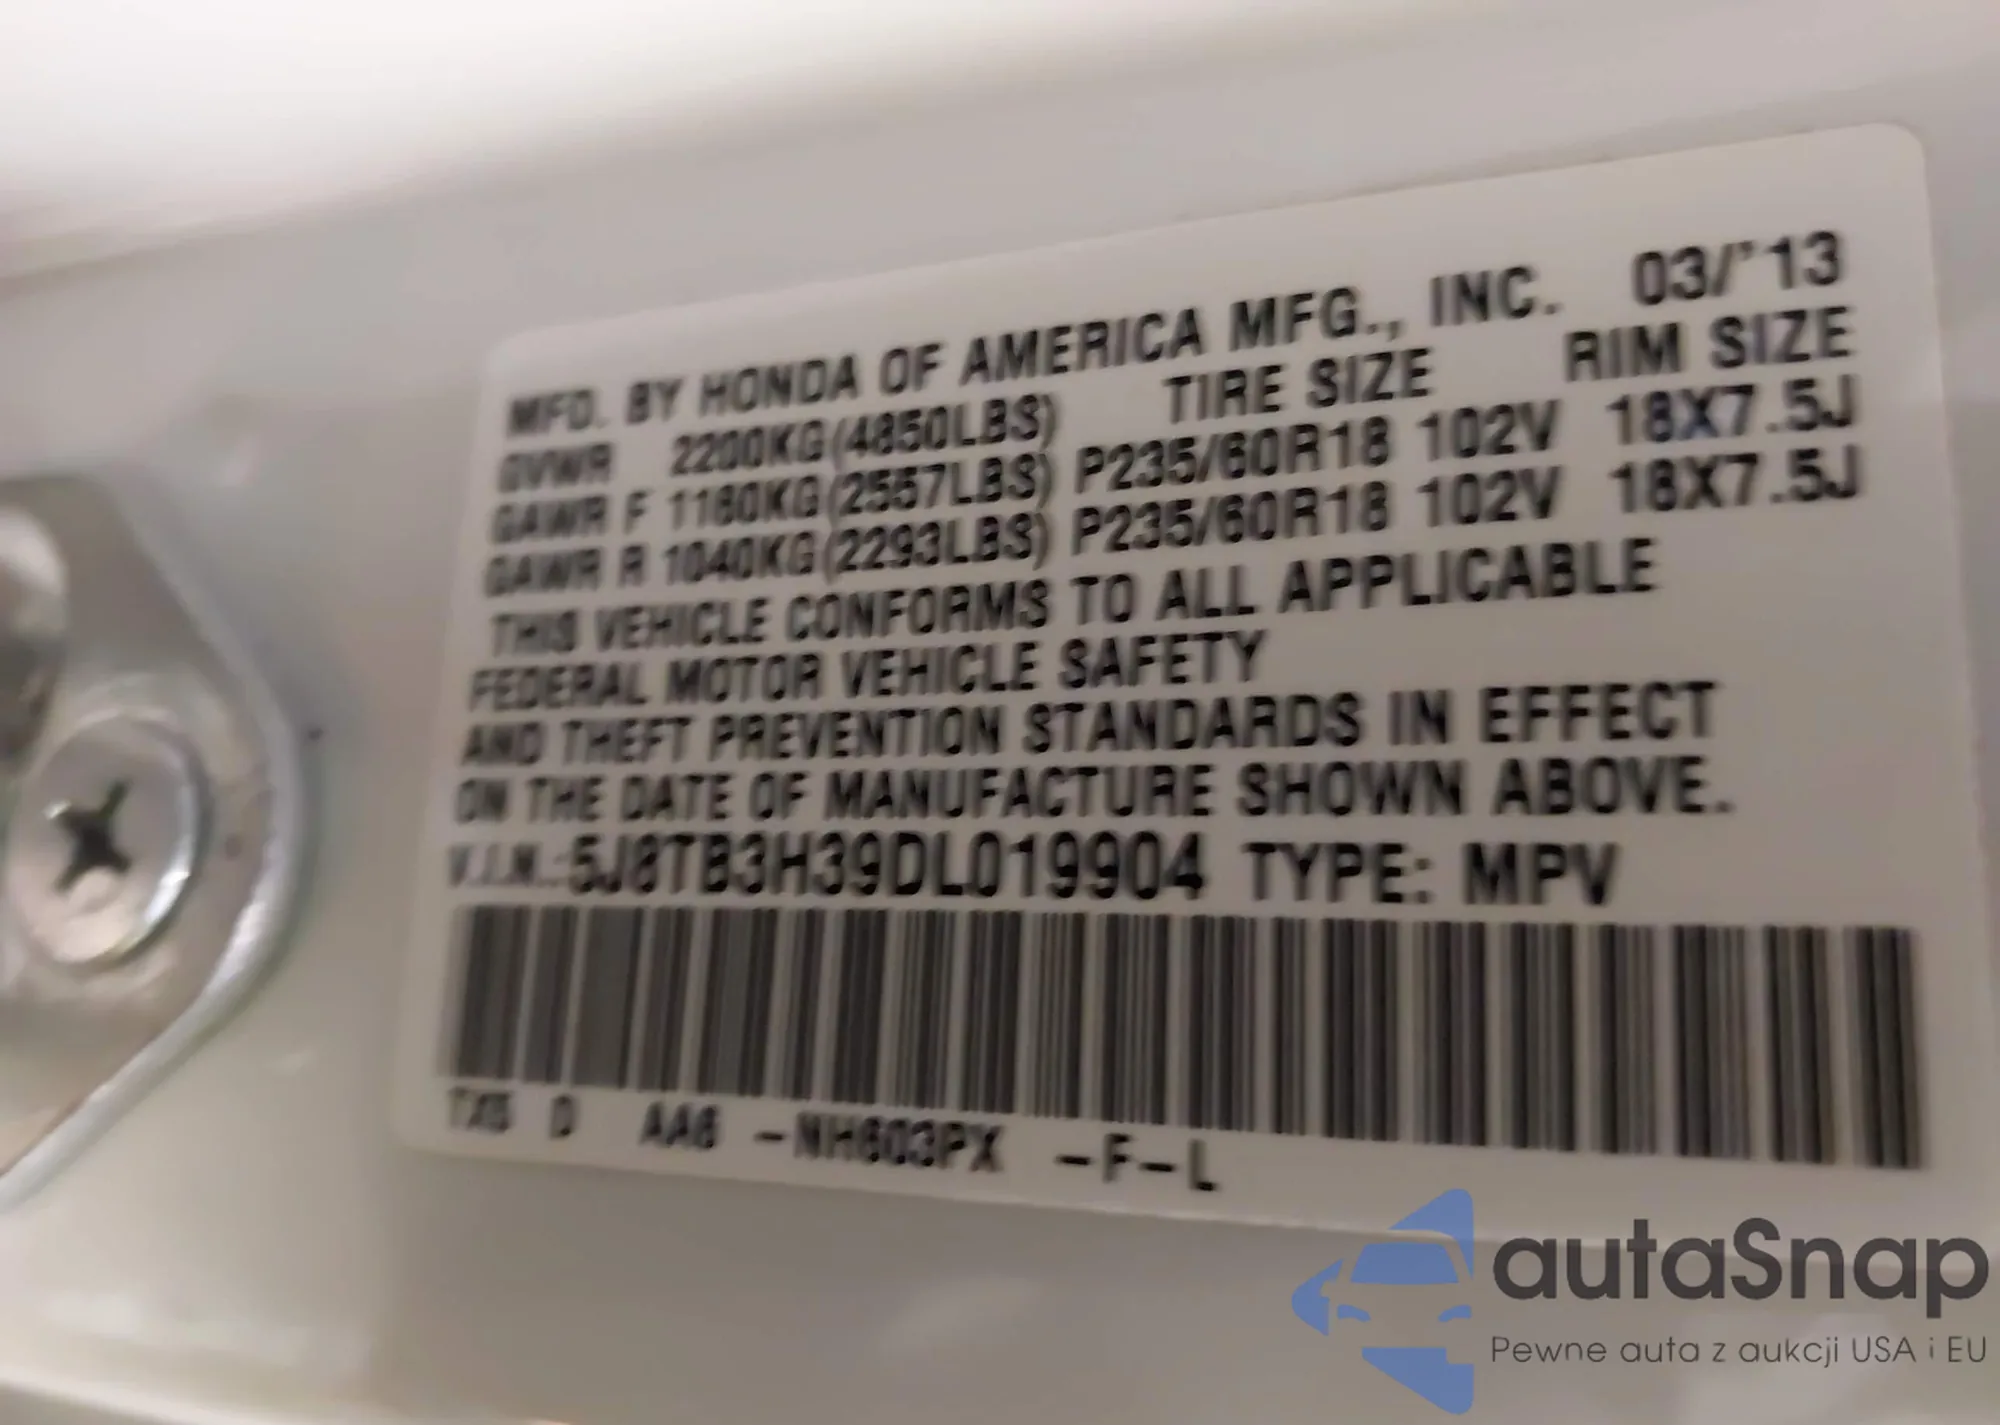 MFD. BY HONDA OF AMERICA MFG., INC. 03/'13
GVWR 2200KG(4850LBS) TIRE SIZE RIM SIZE
GAWR F 1160KG(2557LBS) P235/60R18 102V 18X7.5J
GAWR R 1040KG(2293LBS) P235/60R18 102V 18X7.5J
THIS VEHICLE CONFORMS TO ALL APPLICABLE
FEDERAL MOTOR VEHICLE SAFETY
AND THEFT PREVENTION STANDARDS IN EFFECT
ON THE DATE OF MANUFACTURE SHOWN ABOVE.
V.I.N.:5J8TB3H39DL019904 TYPE: MPV
TX5 D AA6 -NH603PX -F-L
autaSnap
Pewne auta z aukcji USA i EU